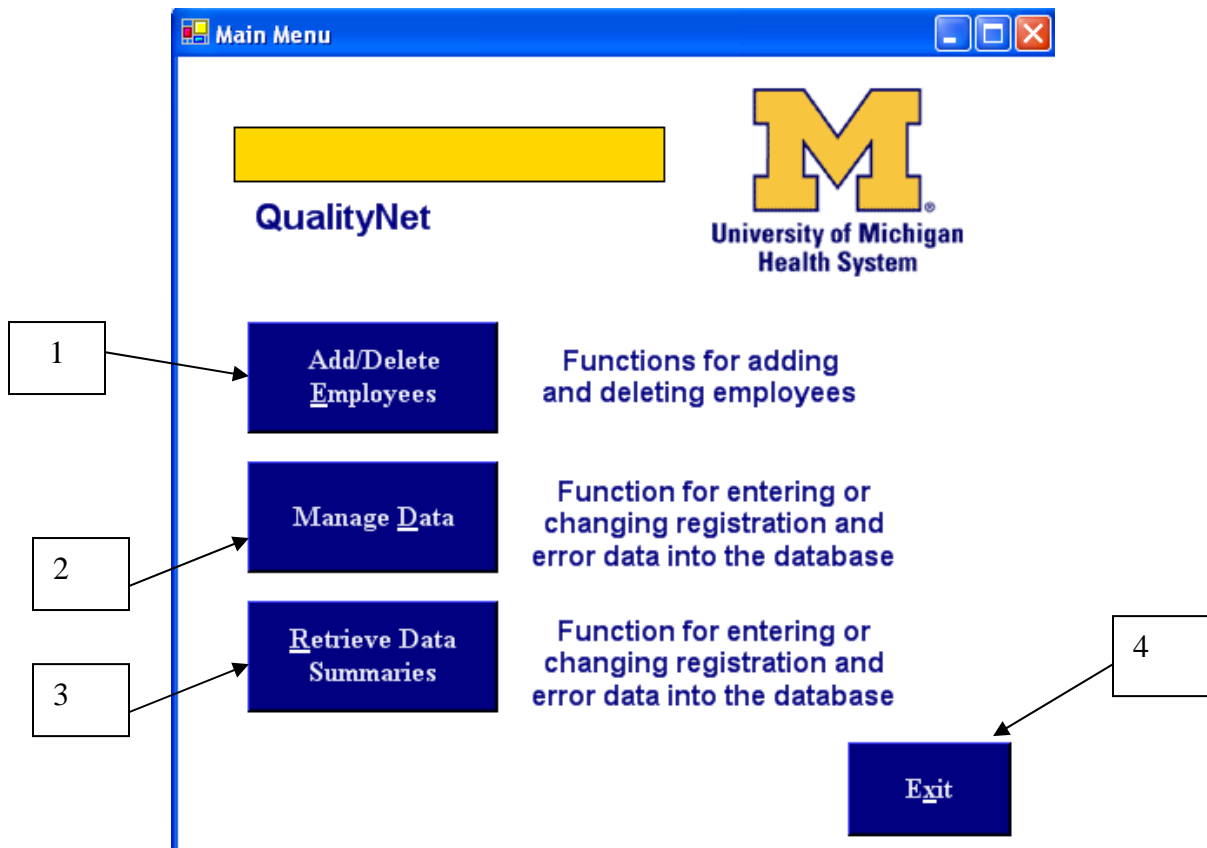 Main Menu
QualityNet
®
University of Michigan
Health System
1
Add/Delete
Employees
Functions for adding
and deleting employees
2
Manage Data
Function for entering or
changing registration and
error data into the database
3
Retrieve Data
Summaries
Function for entering or
changing registration and
error data into the database
4
Exit